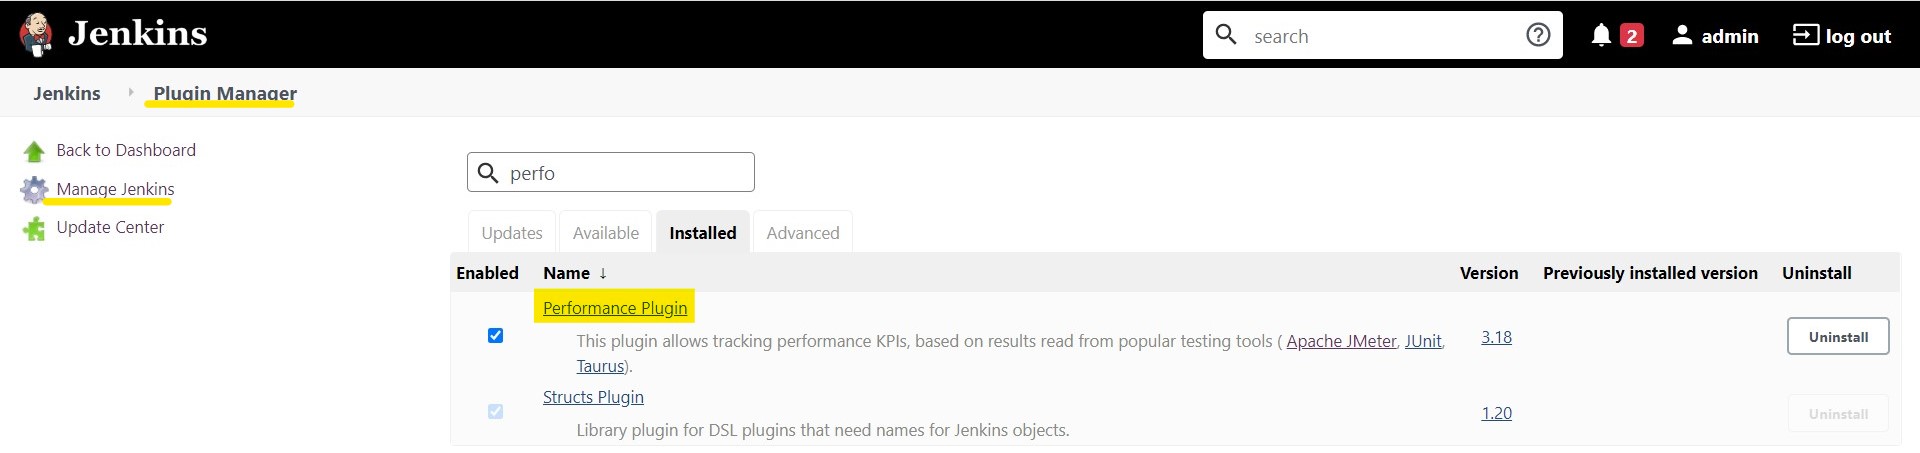 Jenkins
search
2
admin
log out
Jenkins
Plugin Manager
Back to Dashboard
Manage Jenkins
Update Center
perfo
Updates
Available
Installed
Advanced
Enabled
Name ↓
Version
Previously installed version
Uninstall
Performance Plugin
This plugin allows tracking performance KPIs, based on results read from popular testing tools ( Apache JMeter, JUnit,
Taurus).
3.18
Uninstall
Structs Plugin
Library plugin for DSL plugins that need names for Jenkins objects.
1.20
Uninstall